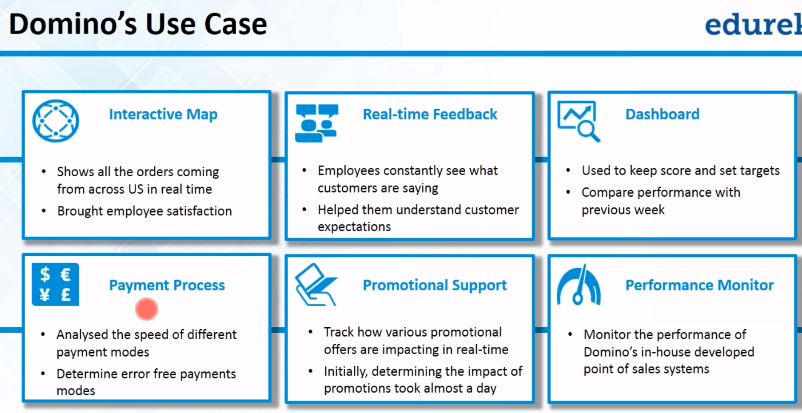 Domino's Use Case
edurek
Interactive Map
• Shows all the orders coming
from across US in real time
• Brought employee satisfaction
Real-time Feedback
• Employees constantly see what
customers are saying
• Helped them understand customer
expectations
Dashboard
• Used to keep score and set targets
• Compare performance with
previous week
$ €
¥ £
Payment Process
• Analysed the speed of different
payment modes
• Determine error free payments
modes
Promotional Support
• Track how various promotional
offers are impacting in real-time
• Initially, determining the impact of
promotions took almost a day
Performance Monitor
• Monitor the performance of
Domino's in-house developed
point of sales systems